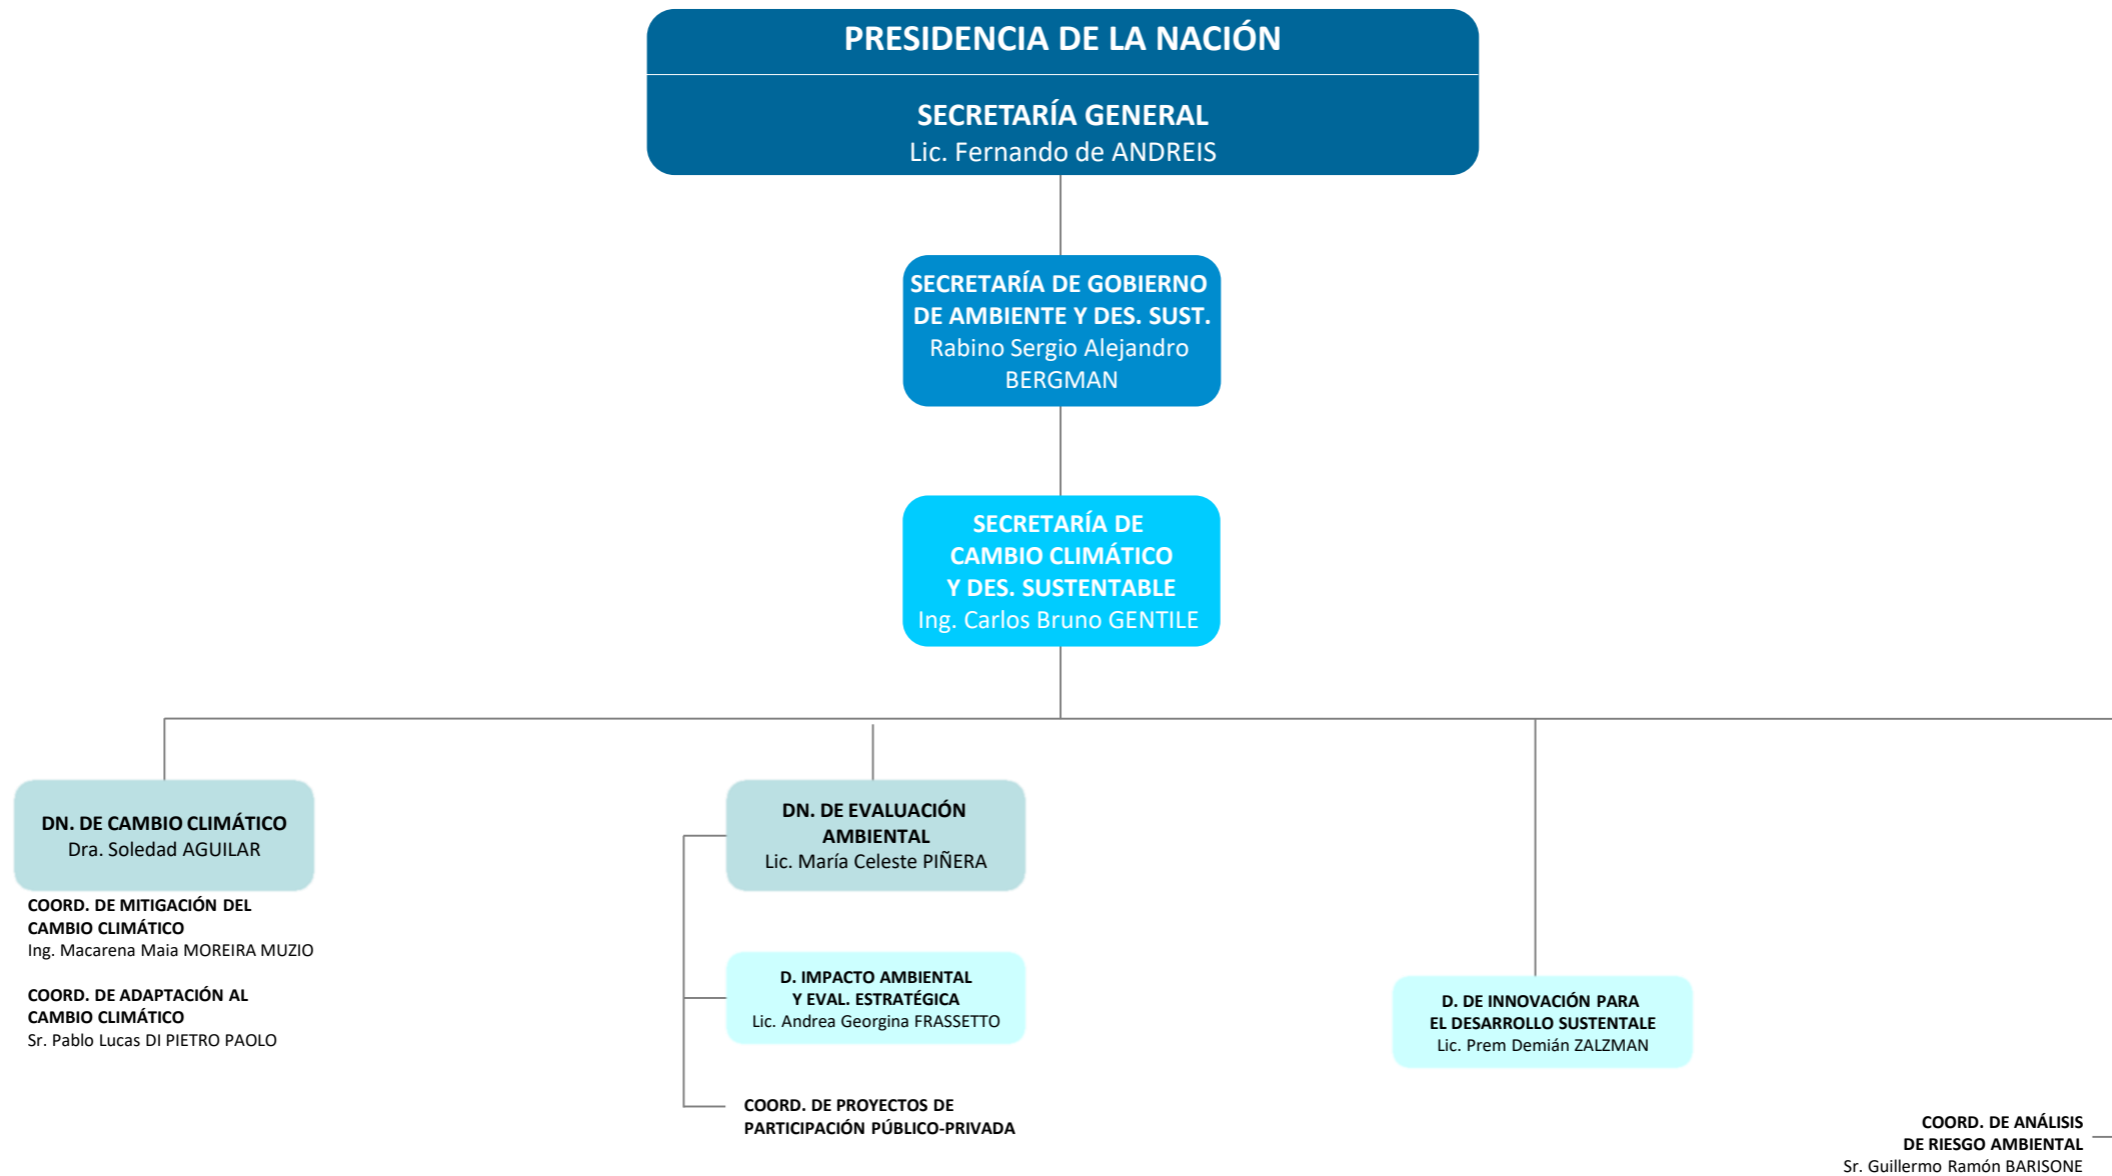 PRESIDENCIA DE LA NACIÓN
SECRETARÍA GENERAL
Lic. Fernando de ANDREIS
SECRETARÍA DE GOBIERNO
DE AMBIENTE Y DES. SUST.
Rabino Sergio Alejandro
BERGMAN
SECRETARÍA DE
CAMBIO CLIMÁTICO
Y DES. SUSTENTABLE
Ing. Carlos Bruno GENTILE
DN. DE CAMBIO CLIMÁTICO
Dra. Soledad AGUILAR
COORD. DE MITIGACIÓN DEL
CAMBIO CLIMÁTICO
Ing. Macarena Maia MOREIRA MUZIO
COORD. DE ADAPTACIÓN AL
CAMBIO CLIMÁTICO
Sr. Pablo Lucas DI PIETRO PAOLO
DN. DE EVALUACIÓN
AMBIENTAL
Lic. María Celeste PIÑERA
D. IMPACTO AMBIENTAL
Y EVAL. ESTRATÉGICA
Lic. Andrea Georgina FRASSETTO
COORD. DE PROYECTOS DE
PARTICIPACIÓN PÚBLICO-PRIVADA
D. DE INNOVACIÓN PARA
EL DESARROLLO SUSTENTALE
Lic. Prem Demián ZALZMAN
COORD. DE ANÁLISIS
DE RIESGO AMBIENTAL
Sr. Guillermo Ramón BARISONE